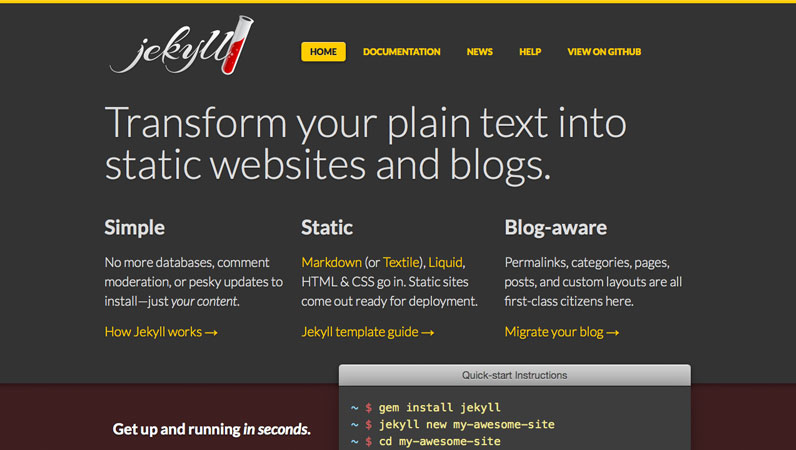 jekyll
HOME DOCUMENTATION NEWS HELP VIEW ON GITHUB
Transform your plain text into
static websites and blogs.
Simple
No more databases, comment
moderation, or pesky updates to
install—just your content.
How Jekyll works →
Static
Markdown (or Textile), Liquid,
HTML & CSS go in. Static sites
come out ready for deployment.
Jekyll template guide →
Blog-aware
Permalinks, categories, pages,
posts, and custom layouts are all
first-class citizens here.
Migrate your blog →
Get up and running in seconds.
Quick-start Instructions
~ $ gem install jekyll
~ $ jekyll new my-awesome-site
~ $ cd my-awesome-site